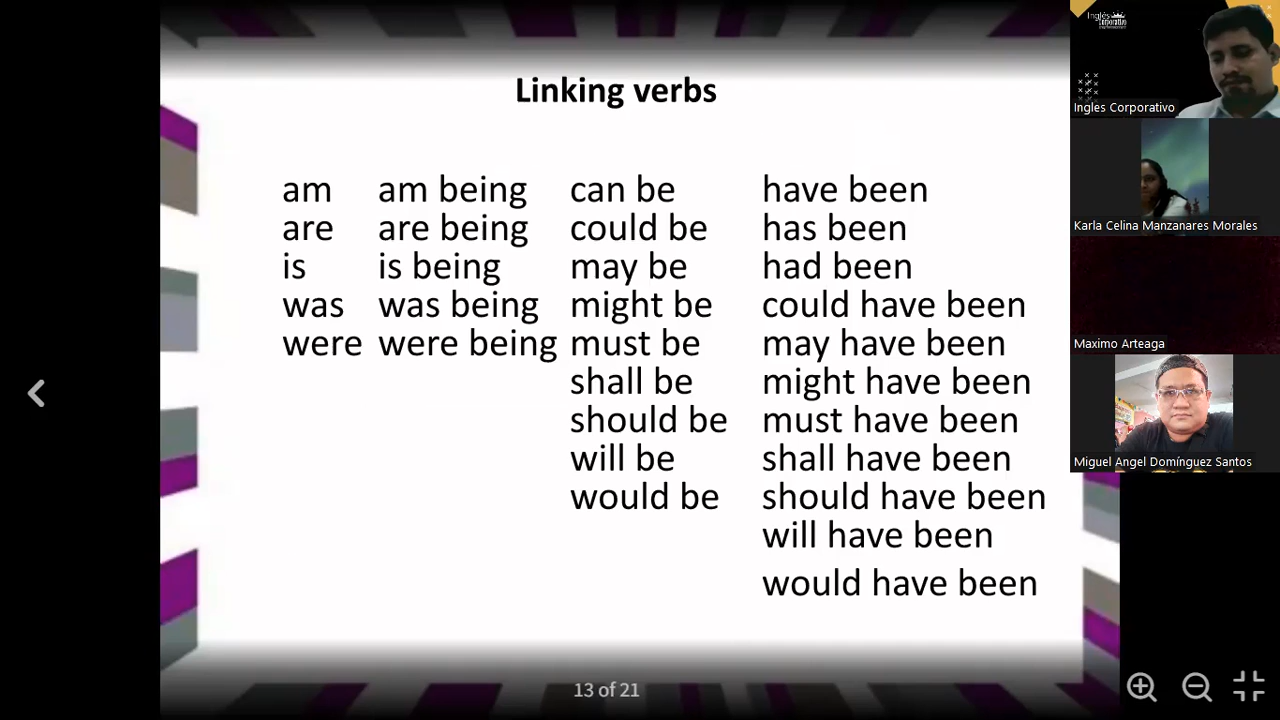 Linking verbs
am am being can be have been
are are being could be has been
is is being may be had been
was was being might be could have been
were were being must be may have been
shall be might have been
should be must have been
will be shall have been
would be should have been
will have been
would have been
13 of 21
Inglés
Corporativo
Ingles Corporativo
Karla Celina Manzanares Morales
Maximo Arteaga
Miguel Angel Domínguez Santos